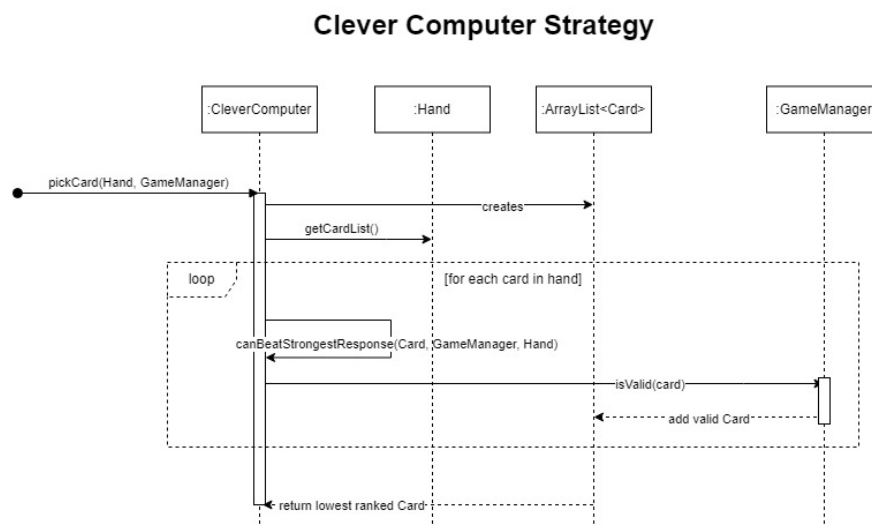 Clever Computer Strategy
:CleverComputer
:Hand
:ArrayList<Card>
:GameManager
pickCard(Hand, GameManager)
creates
getCardList()
loop
[for each card in hand]
canBeatStrongestResponse(Card, GameManager, Hand)
isValid(card)
add valid Card
return lowest ranked Card